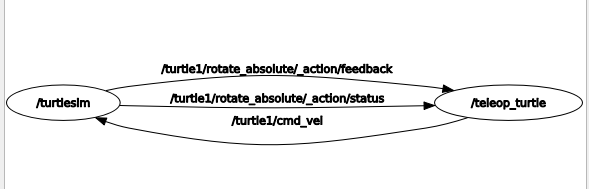 /turtle1/rotate_absolute/_action/feedback
/turtlesim
/turtle1/rotate_absolute/_action/status
/teleop_turtle
/turtle1/cmd_vel